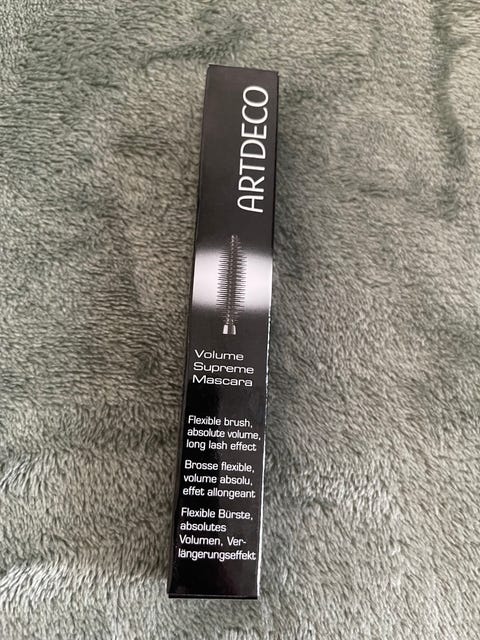 ARTDECO
Volume
Supreme
Mascara
Flexible brush,
absolute volume,
long lash effect
Brosse flexible,
volume absolu,
effet allongeant
Flexible Bürste,
absolutes
Volumen, Ver-
längerungseffekt